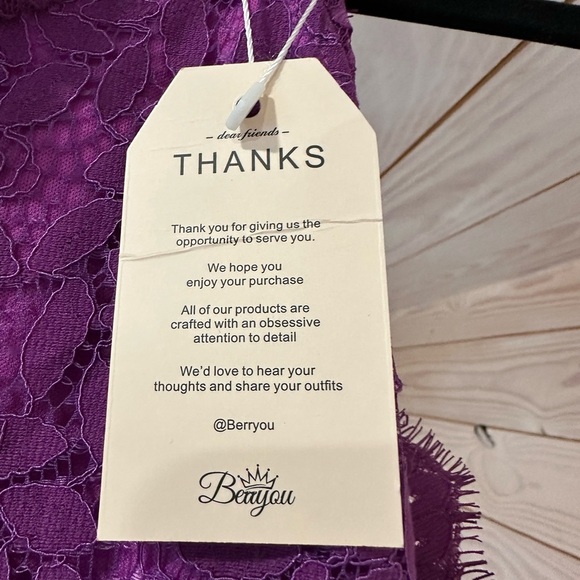 – dear friends –
THANKS
Thank you for giving us the
opportunity to serve you.
We hope you
enjoy your purchase
All of our products are
crafted with an obsessive
attention to detail
We'd love to hear your
thoughts and share your outfits
@Berryou
Berryou